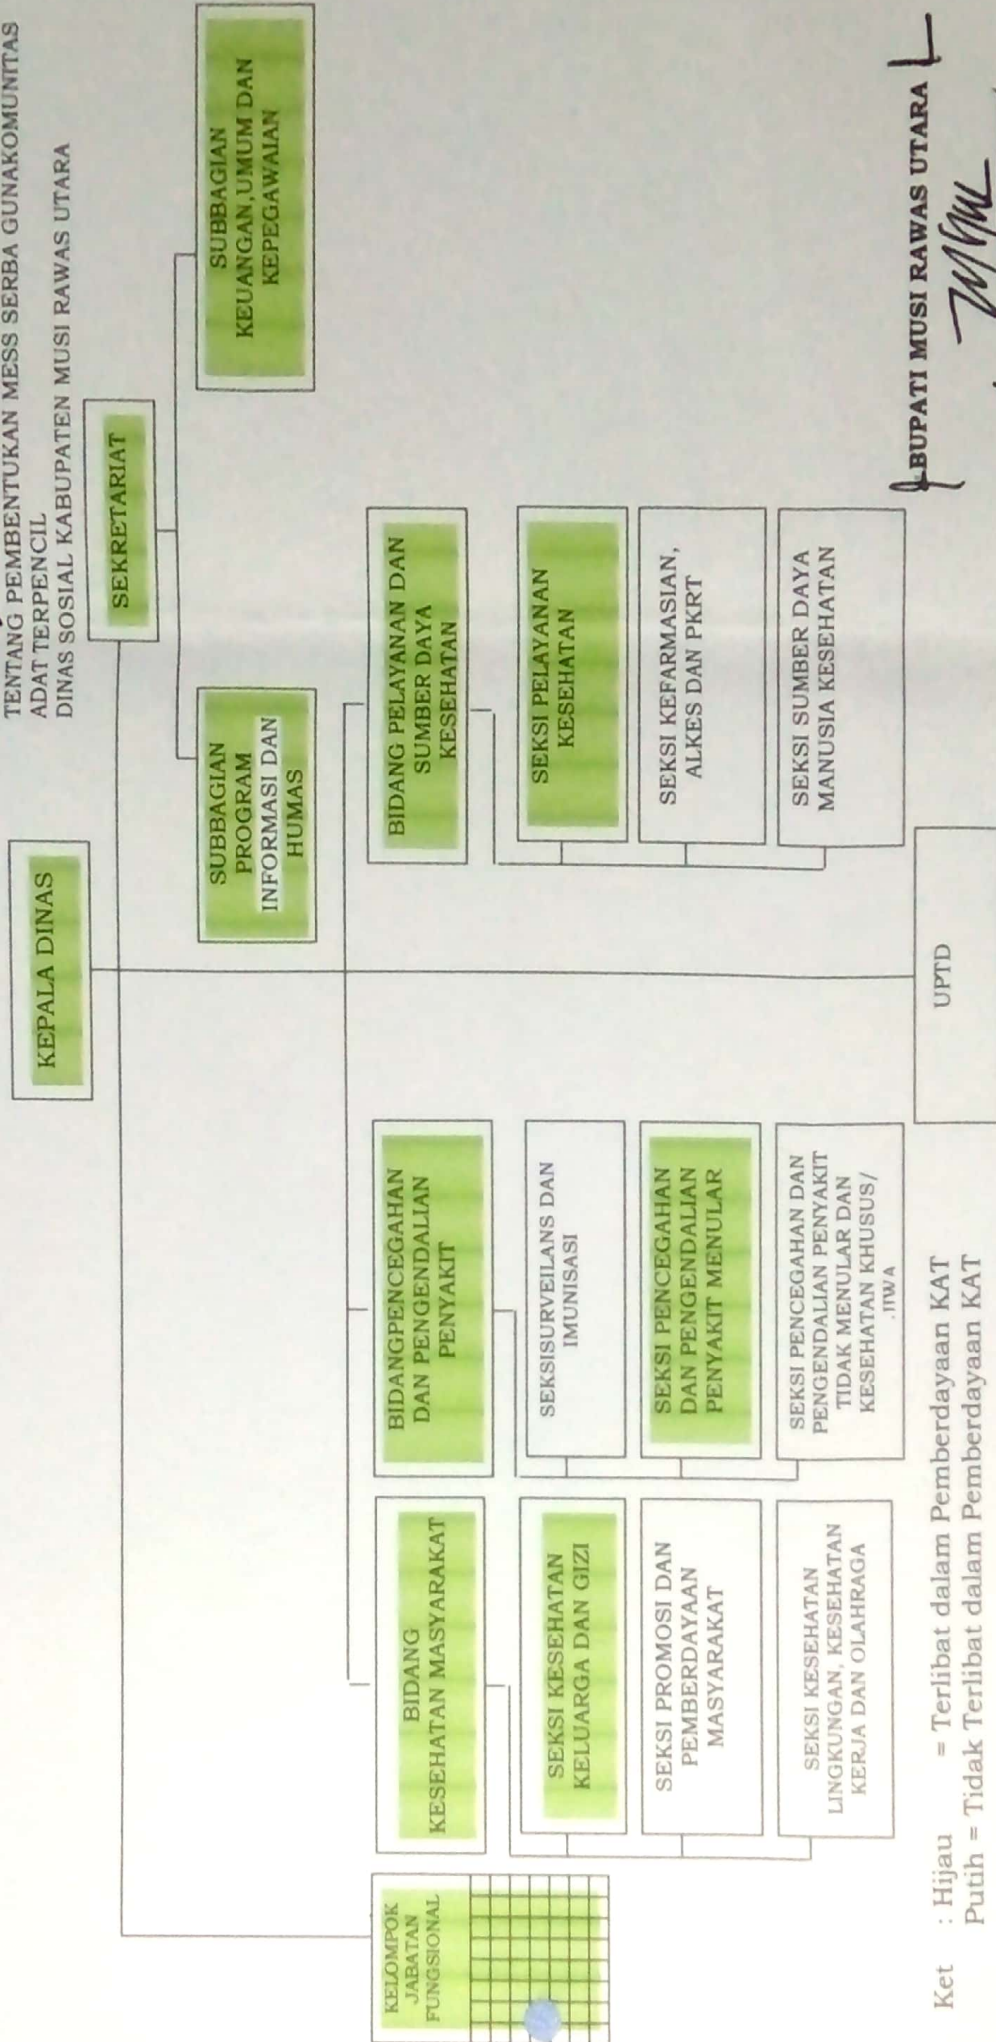 TENTANG PEMBENTUKAN MESS SERBA GUNAKOMUNITAS
ADAT TERPENCIL
DINAS SOSIAL KABUPATEN MUSI RAWAS UTARA
KEPALA DINAS
SEKRETARIAT
SUBBAGIAN
PROGRAM
INFORMASI DAN
HUMAS
SUBBAGIAN
KEUANGAN,UMUM DAN
KEPEGAWAIAN
KELOMPOK
JABATAN
FUNGSIONAL
BIDANG
KESEHATAN MASYARAKAT
SEKSI KESEHATAN
KELUARGA DAN GIZI
SEKSI PROMOSI DAN
PEMBERDAYAAN
MASYARAKAT
SEKSI KESEHATAN
LINGKUNGAN, KESEHATAN
KERJA DAN OLAHRAGA
BIDANGPENCEGAHAN
DAN PENGENDALIAN
PENYAKIT
SEKSISURVEILANS DAN
IMUNISASI
SEKSI PENCEGAHAN
DAN PENGENDALIAN
PENYAKIT MENULAR
SEKSI PENCEGAHAN DAN
PENGENDALIAN PENYAKIT
TIDAK MENULAR DAN
KESEHATAN KHUSUS/
JIWA
BIDANG PELAYANAN DAN
SUMBER DAYA
KESEHATAN
SEKSI PELAYANAN
KESEHATAN
SEKSI KEFARMASIAN,
ALKES DAN PKRT
SEKSI SUMBER DAYA
MANUSIA KESEHATAN
UPTD
Ket : Hijau = Terlibat dalam Pemberdayaan KAT
Putih = Tidak Terlibat dalam Pemberdayaan KAT
BUPATI MUSI RAWAS UTARA